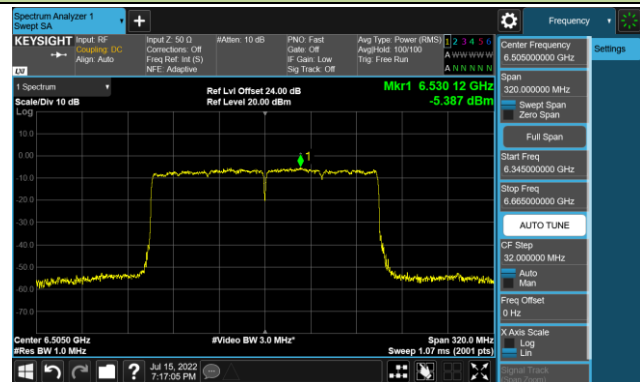 Spectrum Analyzer 1
Swept SA
Frequency
KEYSIGHT
Input: RF
Coupling: DC
Align: Auto
Input Z: 50 Ω
Corrections: Off
Freq Ref: Int (S)
NFE: Adaptive
#Atten: 10 dB
PNO: Fast
Gate: Off
IF Gain: Low
Sig Track: Off
Avg Type: Power (RMS)
Avg|Hold: 100/100
Trig: Free Run
1 2 3 4 5 6
A W W W W W
A N N N N N
LXI
1 Spectrum
Scale/Div 10 dB
Log
Ref Lvl Offset 24.00 dB
Ref Level 20.00 dBm
Mkr1 6.530 12 GHz
-5.387 dBm
10.0
0.00
-10.0
-20.0
-30.0
-40.0
-50.0
-60.0
-70.0
1
Center 6.5050 GHz
#Res BW 1.0 MHz
#Video BW 3.0 MHz*
Span 320.0 MHz
Sweep 1.07 ms (2001 pts)
Jul 15, 2022
7:17:05 PM
Center Frequency
6.505000000 GHz
Settings
Span
320.000000 MHz
Swept Span
Zero Span
Full Span
Start Freq
6.345000000 GHz
Stop Freq
6.665000000 GHz
AUTO TUNE
CF Step
32.000000 MHz
Auto
Man
Freq Offset
0 Hz
X Axis Scale
Log
Lin
Signal Track
(Span Zoom)